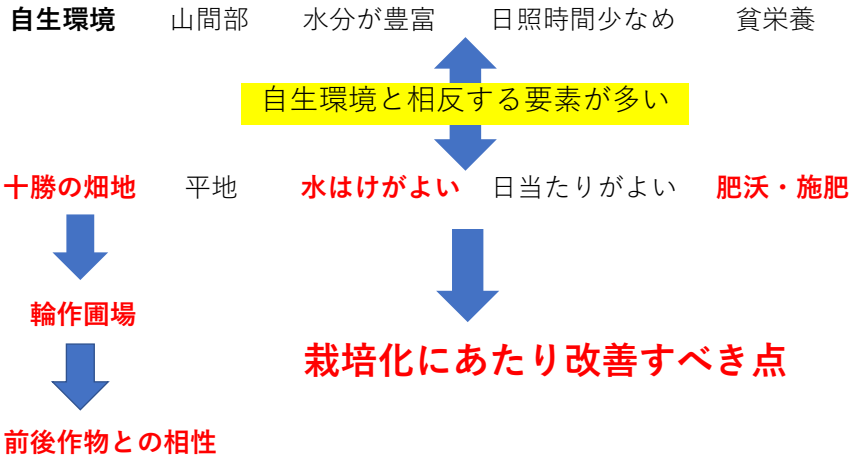 自生環境 山間部 水分が豊富 日照時間少なめ 貧栄養
自生環境と相反する要素が多い
十勝の畑地 平地 水はけがよい 日当たりがよい 肥沃・施肥
輪作圃場
栽培化にあたり改善すべき点
前後作物との相性